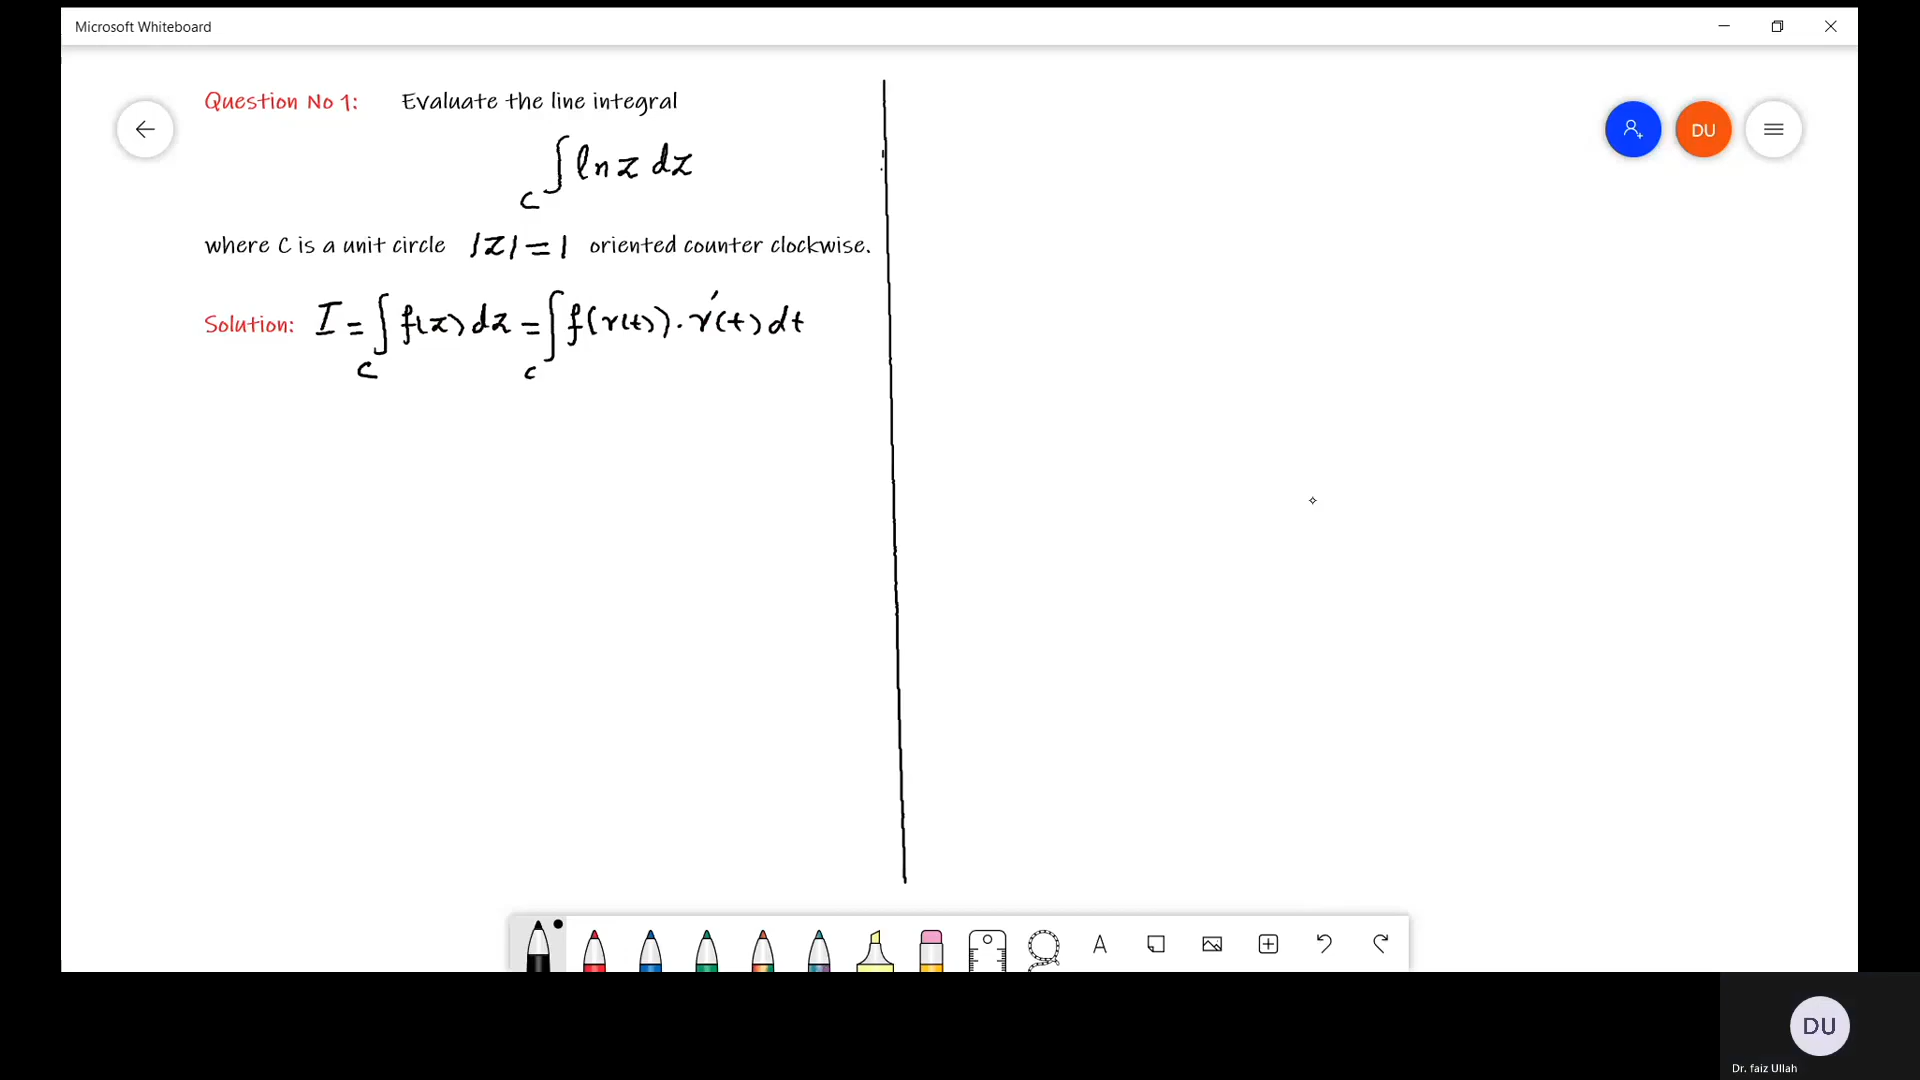 Microsoft Whiteboard
Question No 1: Evaluate the line integral
∫_C ln z dz
where C is a unit circle |z| = 1 oriented counter clockwise.
Solution: I = ∫_C f(z) dz = ∫_C f(r(t)) · r'(t) dt
DU
A
DU
Dr. faiz Ullah